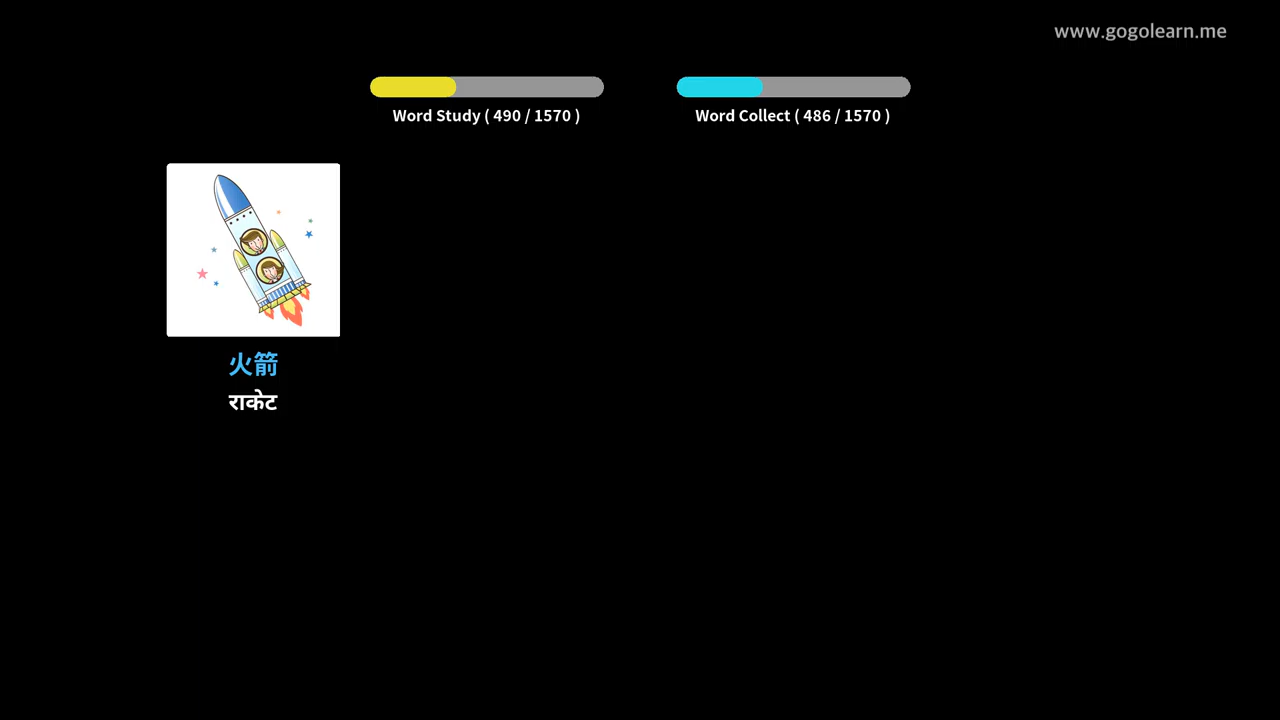 www.gogolearn.me
Word Study ( 490 / 1570 )
Word Collect ( 486 / 1570 )
火箭
राकेट